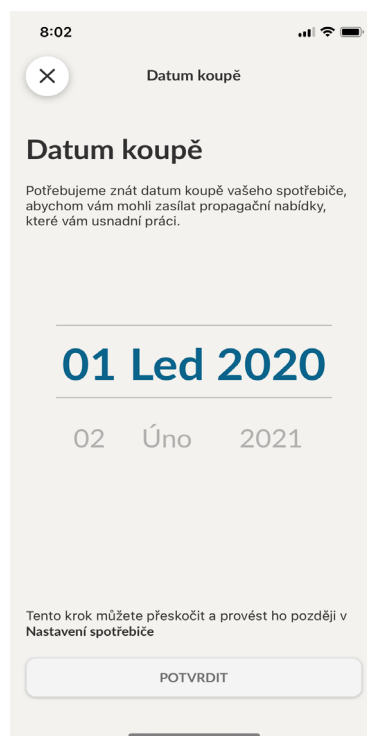 8:02
Datum koupě
Datum koupě
Potřebujeme znát datum koupě vašeho spotřebiče,
abychom vám mohli zasílat propagační nabídky,
které vám usnadní práci.
01 Led 2020
02 Úno 2021
Tento krok můžete přeskočit a provést ho později v
Nastavení spotřebiče
POTVRDIT